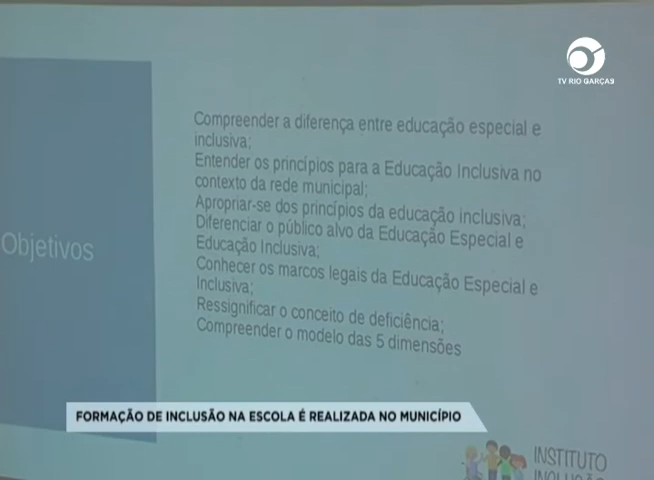 TV RIO GARÇAS
Compreender a diferença entre educação especial e
inclusiva;
Entender os princípios para a Educação Inclusiva no
contexto da rede municipal;
Apropriar-se dos princípios da educação inclusiva;
Diferenciar o público alvo da Educação Especial e
Educação Inclusiva;
Conhecer os marcos legais da Educação Especial e
Inclusiva;
Ressignificar o conceito de deficiência;
Compreender o modelo das 5 dimensões
Objetivos
FORMAÇÃO DE INCLUSÃO NA ESCOLA É REALIZADA NO MUNICÍPIO
INSTITUTO